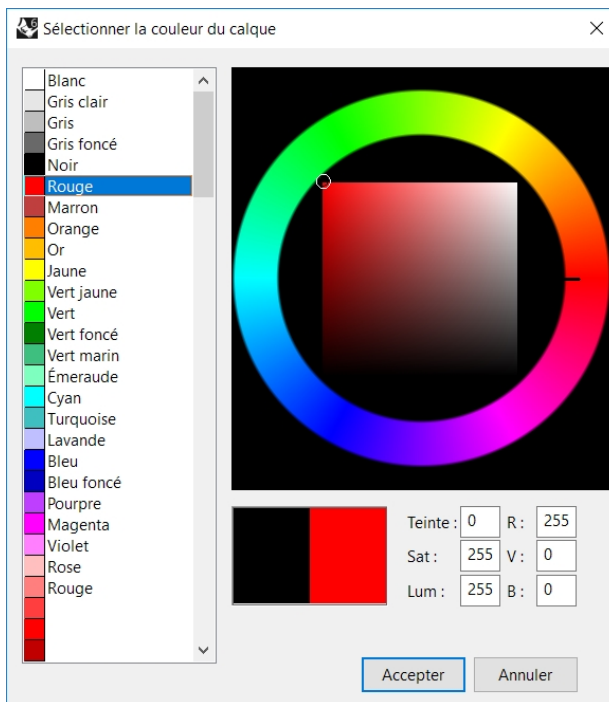 6
Sélectionner la couleur du calque
Blanc
Gris clair
Gris
Gris foncé
Noir
Rouge
Marron
Orange
Or
Jaune
Vert jaune
Vert
Vert foncé
Vert marin
Émeraude
Cyan
Turquoise
Lavande
Bleu
Bleu foncé
Pourpre
Magenta
Violet
Rose
Rouge
Teinte : 0 R : 255
Sat : 255 V : 0
Lum : 255 B : 0
Accepter Annuler